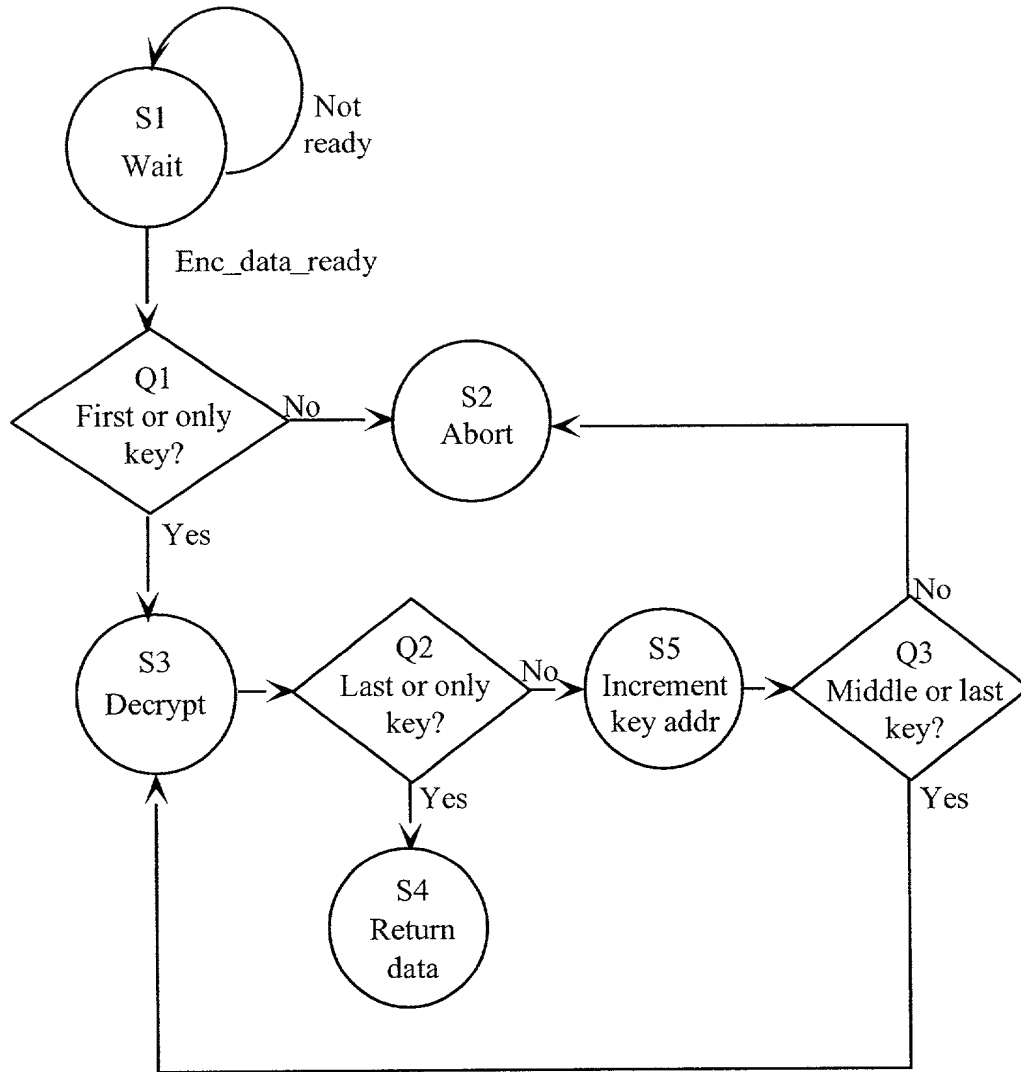 S1
Wait
Not
ready
Enc_data_ready
Q1
First or only
key?
No
S2
Abort
Yes
No
S3
Decrypt
Q2
Last or only
key?
No
S5
Increment
key addr
Q3
Middle or last
key?
Yes
Yes
S4
Return
data